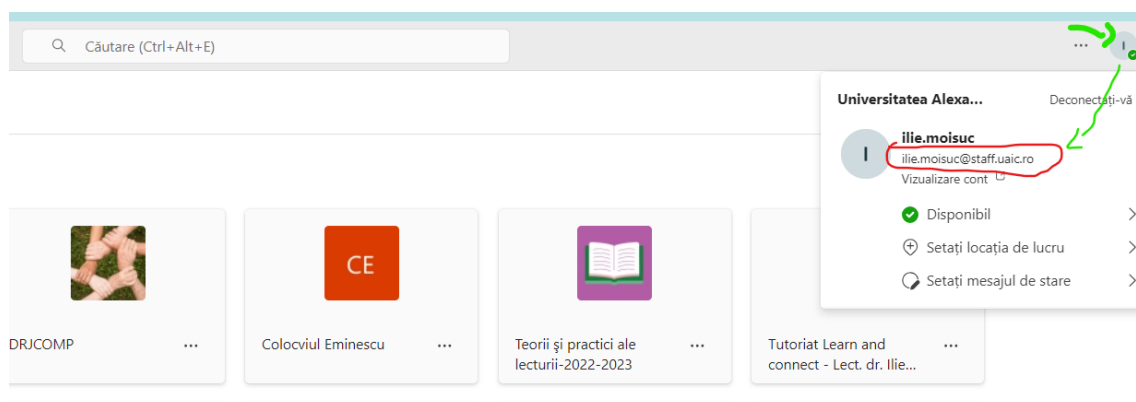 Căutare (Ctrl+Alt+E)
Universitatea Alexa...
Deconectați-vă
I
ilie.moisuc
ilie.moisuc@staff.uaic.ro
Vizualizare cont
Disponibil
Setați locația de lucru
Setați mesajul de stare
CE
DRJCOMP
Colocviul Eminescu
Teorii și practici ale
lecturii-2022-2023
Tutoriat Learn and
connect - Lect. dr. Ilie...